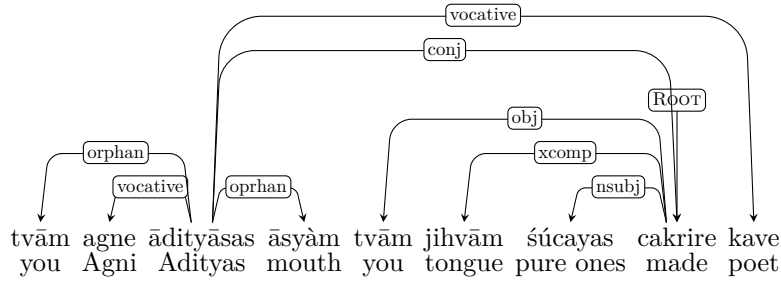 vocative
conj
ROOT
obj
orphan xcomp
vocative oprhan nsubj
tvām agne ādityāsas āsyàm tvām jihvām śúcayas cakrire kave
you Agni Adityas mouth you tongue pure ones made poet